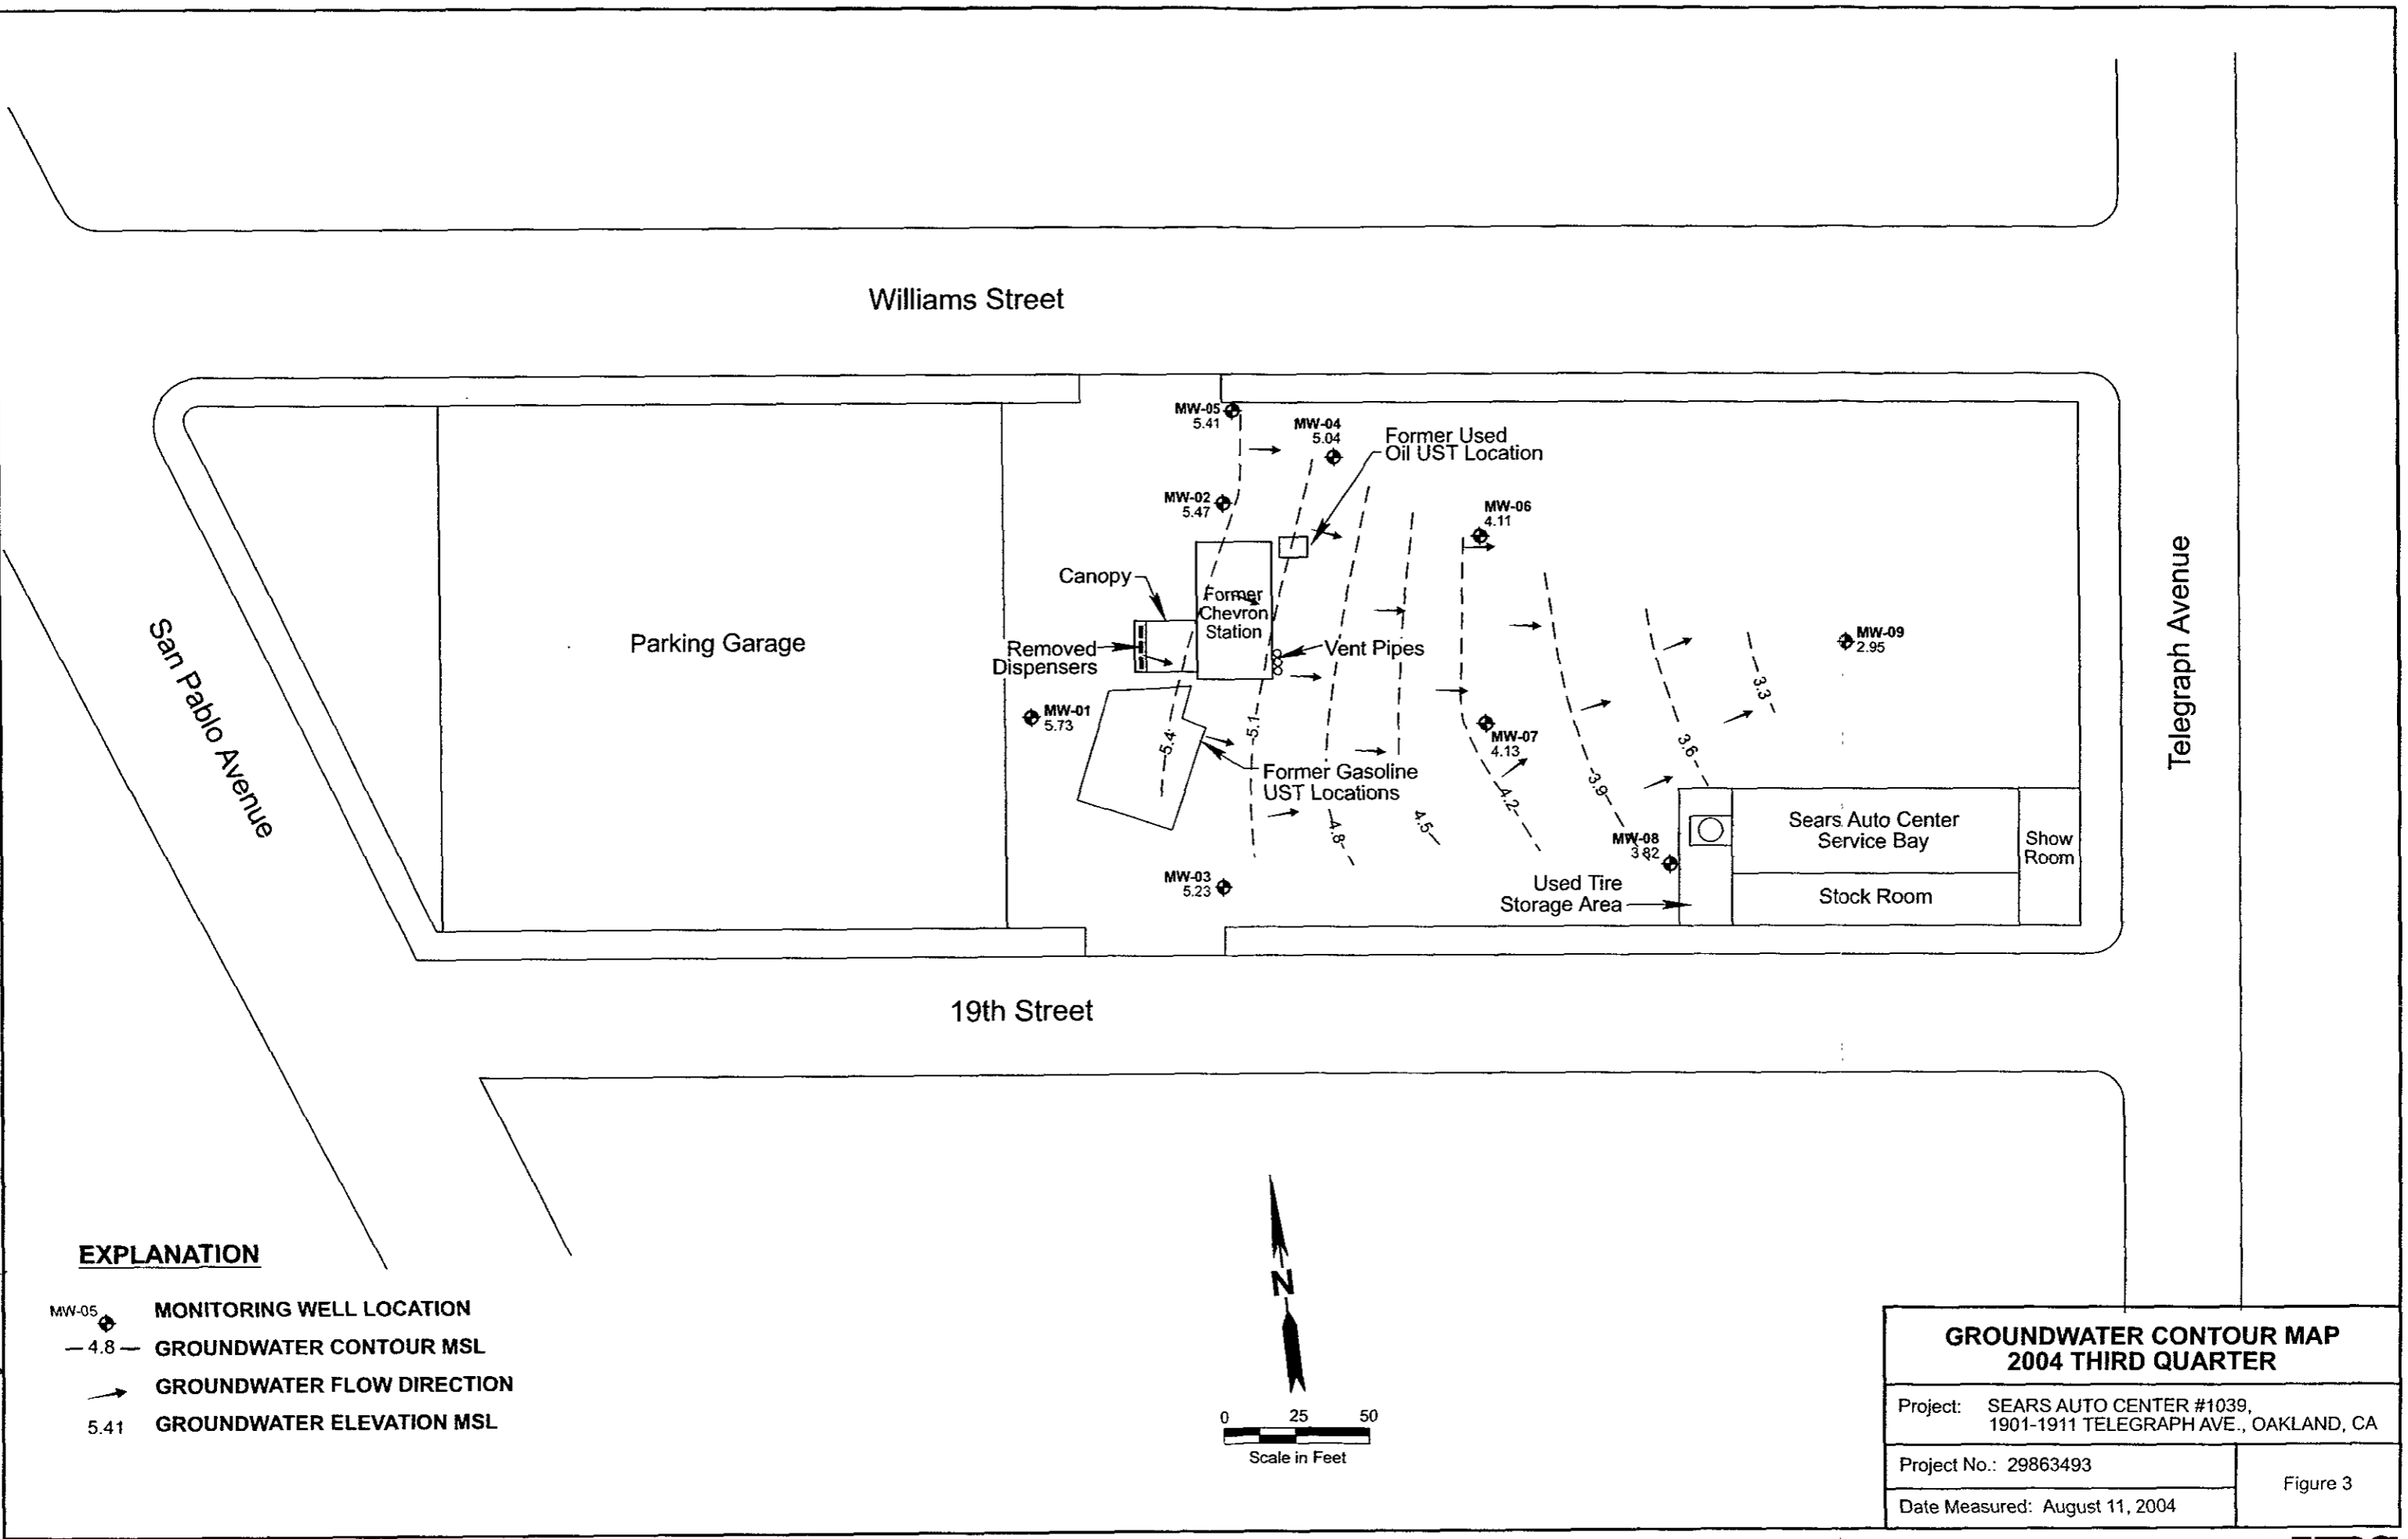 Williams Street
MW-05
5.41
MW-04
5.04
Former Used
Oil UST Location
MW-02
5.47
MW-06
4.11
Canopy
Former
Chevron
Station
Parking Garage
Removed
Dispensers
Vent Pipes
MW-09
2.95
San Pablo Avenue
Telegraph Avenue
MW-01
5.73
5.4
5.1
MW-07
4.13
3.3
3.6
Former Gasoline
UST Locations
3.9
4.2
4.8
4.5
MW-08
3.82
Sears Auto Center
Service Bay
Show
Room
MW-03
5.23
Used Tire
Storage Area
Stock Room
19th Street
N
0 25 50
Scale in Feet
EXPLANATION
MW-05 MONITORING WELL LOCATION
— 4.8 — GROUNDWATER CONTOUR MSL
GROUNDWATER FLOW DIRECTION
5.41 GROUNDWATER ELEVATION MSL
GROUNDWATER CONTOUR MAP
2004 THIRD QUARTER
Project: SEARS AUTO CENTER #1039,
1901-1911 TELEGRAPH AVE., OAKLAND, CA
Project No.: 29863493
Figure 3
Date Measured: August 11, 2004